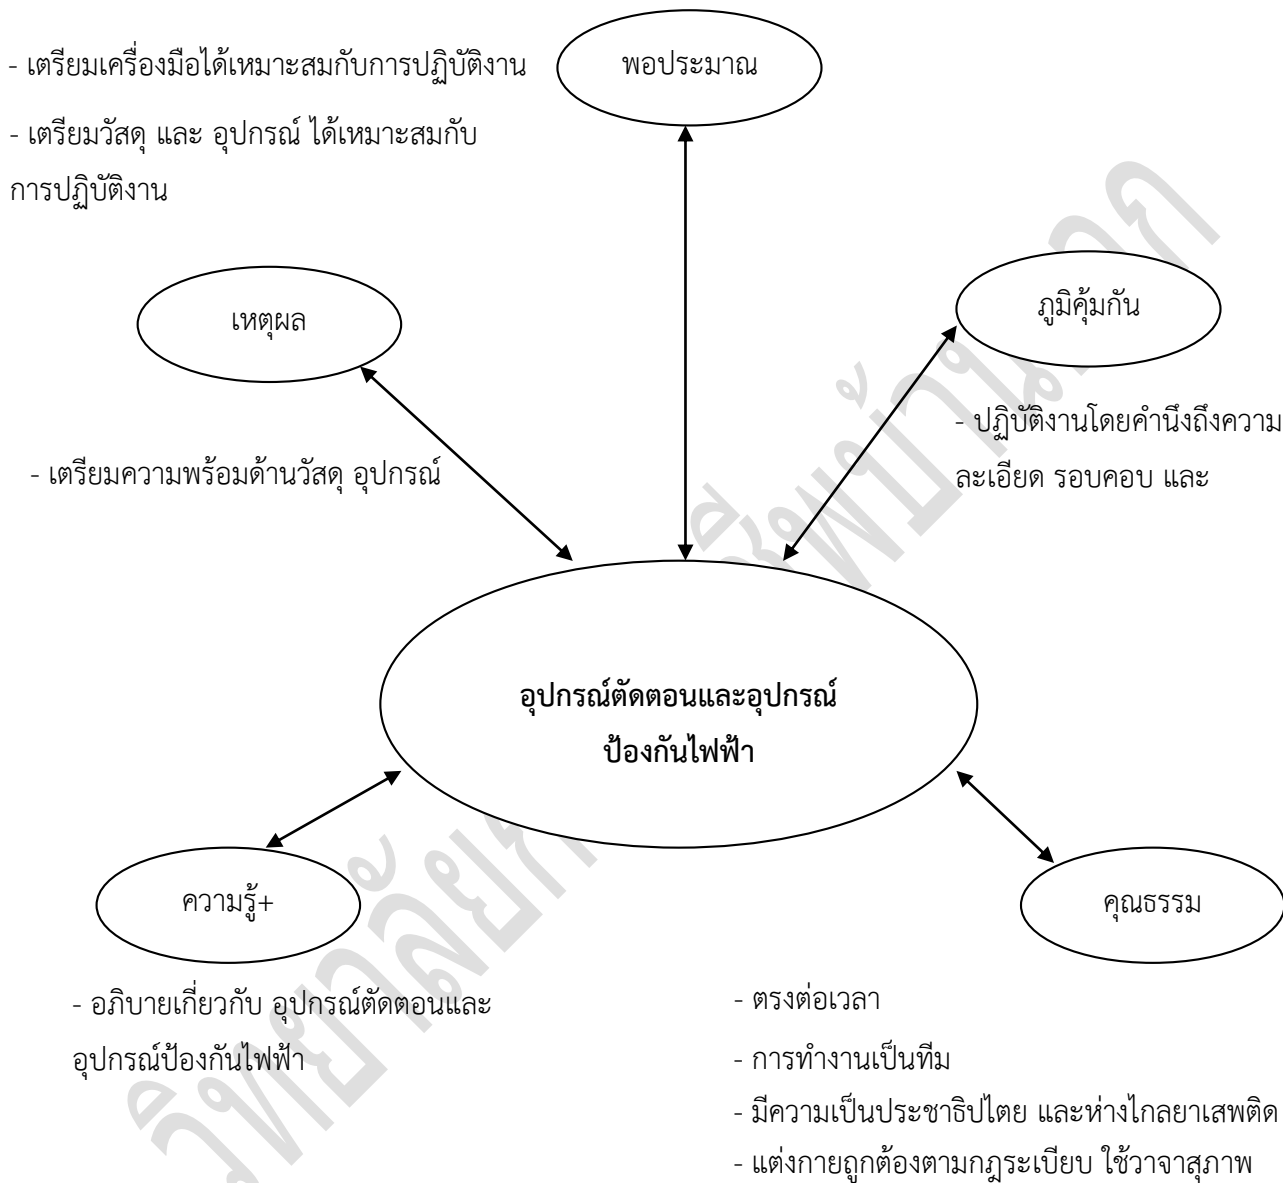 พอประมาณ
- เตรียมเครื่องมือได้เหมาะสมกับการปฏิบัติงาน
- เตรียมวัสดุ และ อุปกรณ์ ได้เหมาะสมกับ
การปฏิบัติงาน
เหตุผล
ภูมิคุ้มกัน
- ปฏิบัติงานโดยคำนึงถึงความ
ละเอียด รอบคอบ และ
- เตรียมความพร้อมด้านวัสดุ อุปกรณ์
อุปกรณ์ตัดตอนและอุปกรณ์
ป้องกันไฟฟ้า
ความรู้+
คุณธรรม
- อภิบายเกี่ยวกับ อุปกรณ์ตัดตอนและ
อุปกรณ์ป้องกันไฟฟ้า
- ตรงต่อเวลา
- การทำงานเป็นทีม
- มีความเป็นประชาธิปไตย และห่างไกลยาเสพติด
- แต่งกายถูกต้องตามกฎระเบียบ ใช้วาจาสุภาพ